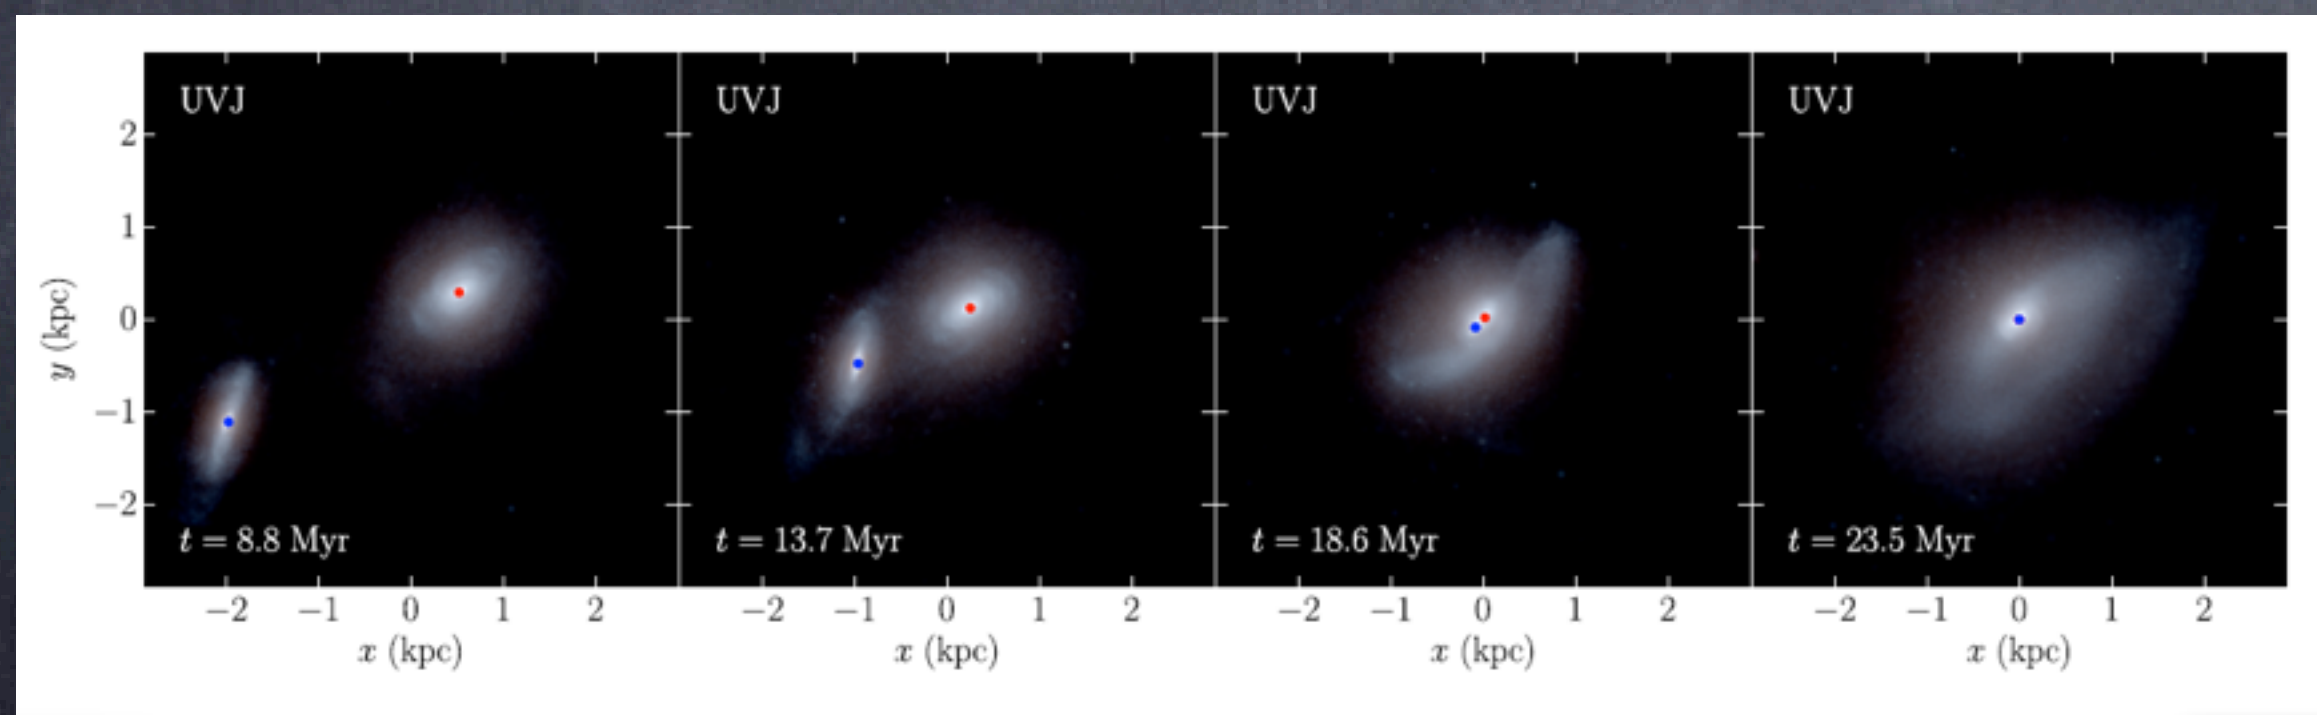 UVJ UVJ UVJ UVJ
2
1
0
−1
−2
y (kpc)
t = 8.8 Myr t = 13.7 Myr t = 18.6 Myr t = 23.5 Myr
−2 −1 0 1 2 −2 −1 0 1 2 −2 −1 0 1 2 −2 −1 0 1 2
x (kpc) x (kpc) x (kpc) x (kpc)